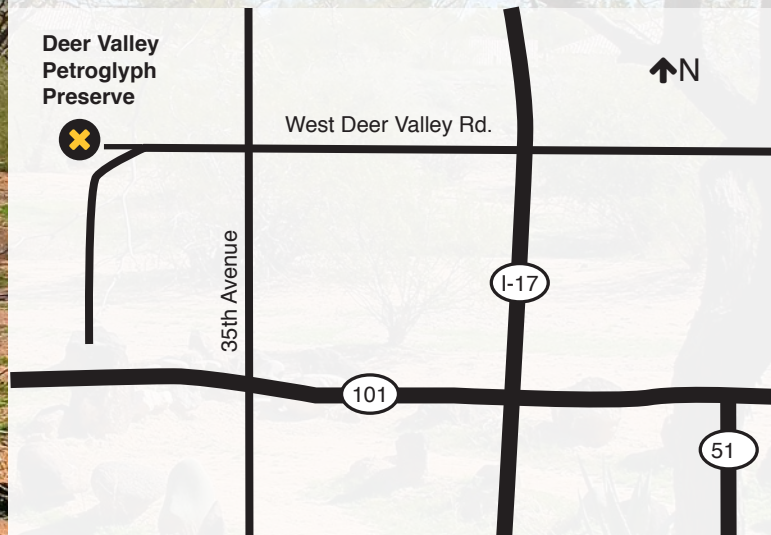 Deer Valley
Petroglyph
Preserve
N
West Deer Valley Rd.
35th Avenue
I-17
101
51